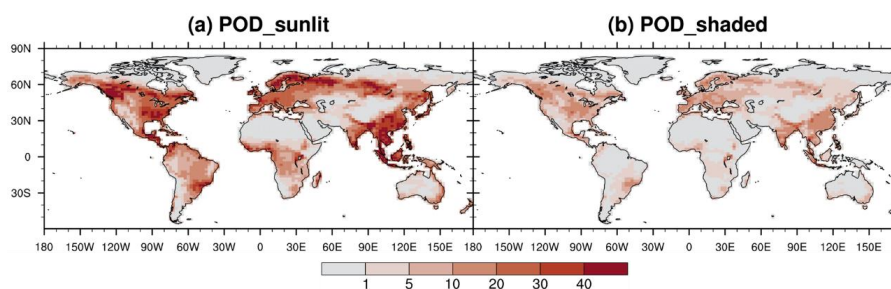 (a) POD_sunlit
(b) POD_shaded
90N
60N
30N
0
30S
180 150W 120W 90W 60W 30W 0 30E 60E 90E 120E 150E 180 150W 120W 90W 60W 30W 0 30E 60E 90E 120E 150E
1 5 10 20 30 40